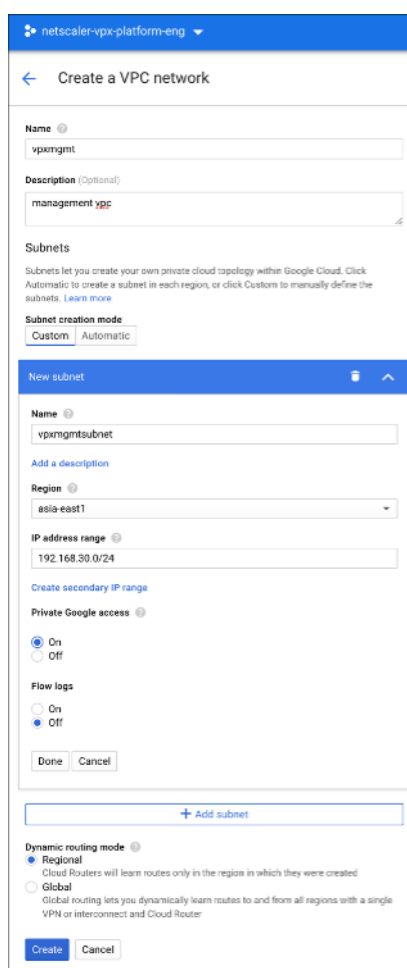 netscaler-vpx-platform-eng
Create a VPC network
Name
vpxmgmt
Description (Optional)
management vpc
Subnets
Subnets let you create your own private cloud topology within Google Cloud. Click
Automatic to create a subnet in each region, or click Custom to manually define the
subnets. Learn more
Subnet creation mode
Custom Automatic
New subnet
Name
vpxmgmtsubnet
Add a description
Region
asia-east1
IP address range
192.168.30.0/24
Create secondary IP range
Private Google access
On
Off
Flow logs
On
Off
Done Cancel
+ Add subnet
Dynamic routing mode
Regional
Cloud Routers will learn routes only in the region in which they were created
Global
Global routing lets you dynamically learn routes to and from all regions with a single
VPN or interconnect and Cloud Router
Create Cancel